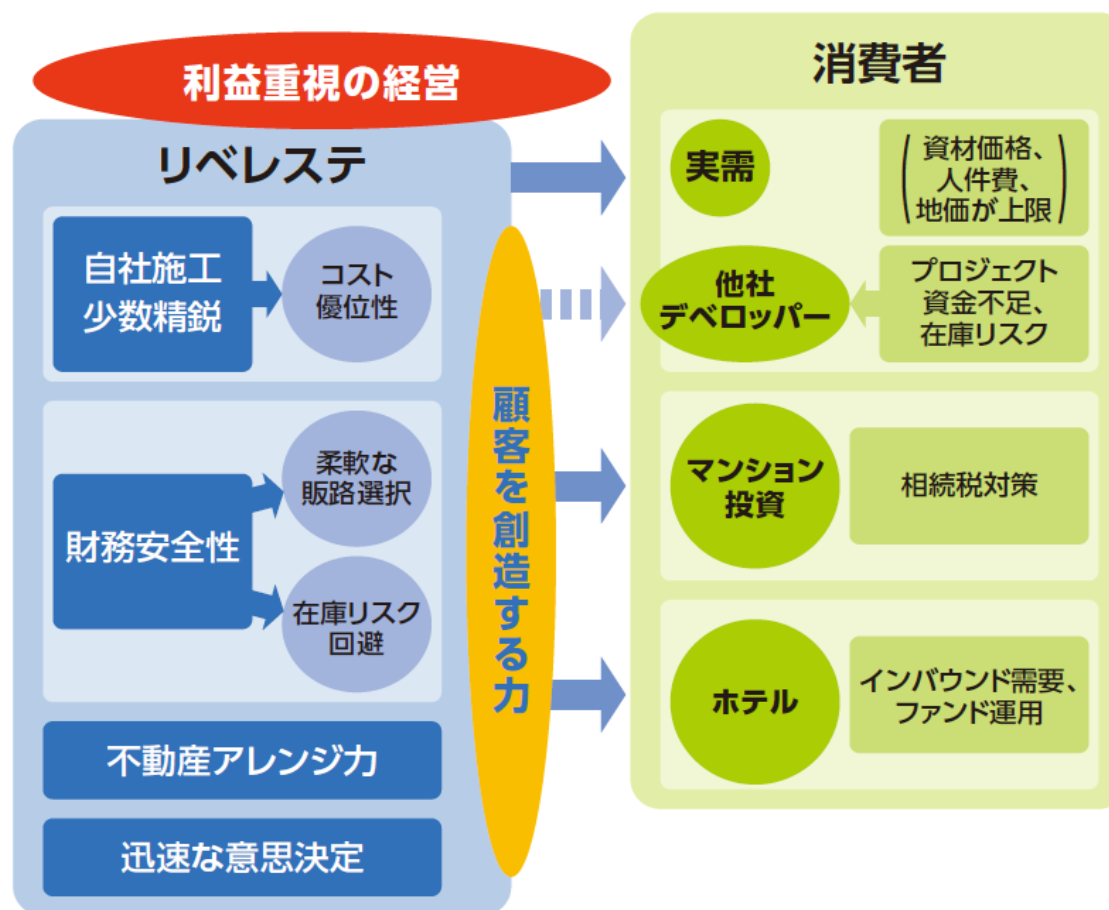 利益重視の経営
リベレステ
自社施工
少数精鋭
コスト
優位性
財務安全性
柔軟な
販路選択
在庫リスク
回避
不動産アレンジ力
迅速な意思決定
顧客を創造する力
消費者
実需
(資材価格、
人件費、
地価が上限)
他社
デベロッパー
プロジェクト
資金不足、
在庫リスク
マンション
投資
相続税対策
ホテル
インバウンド需要、
ファンド運用